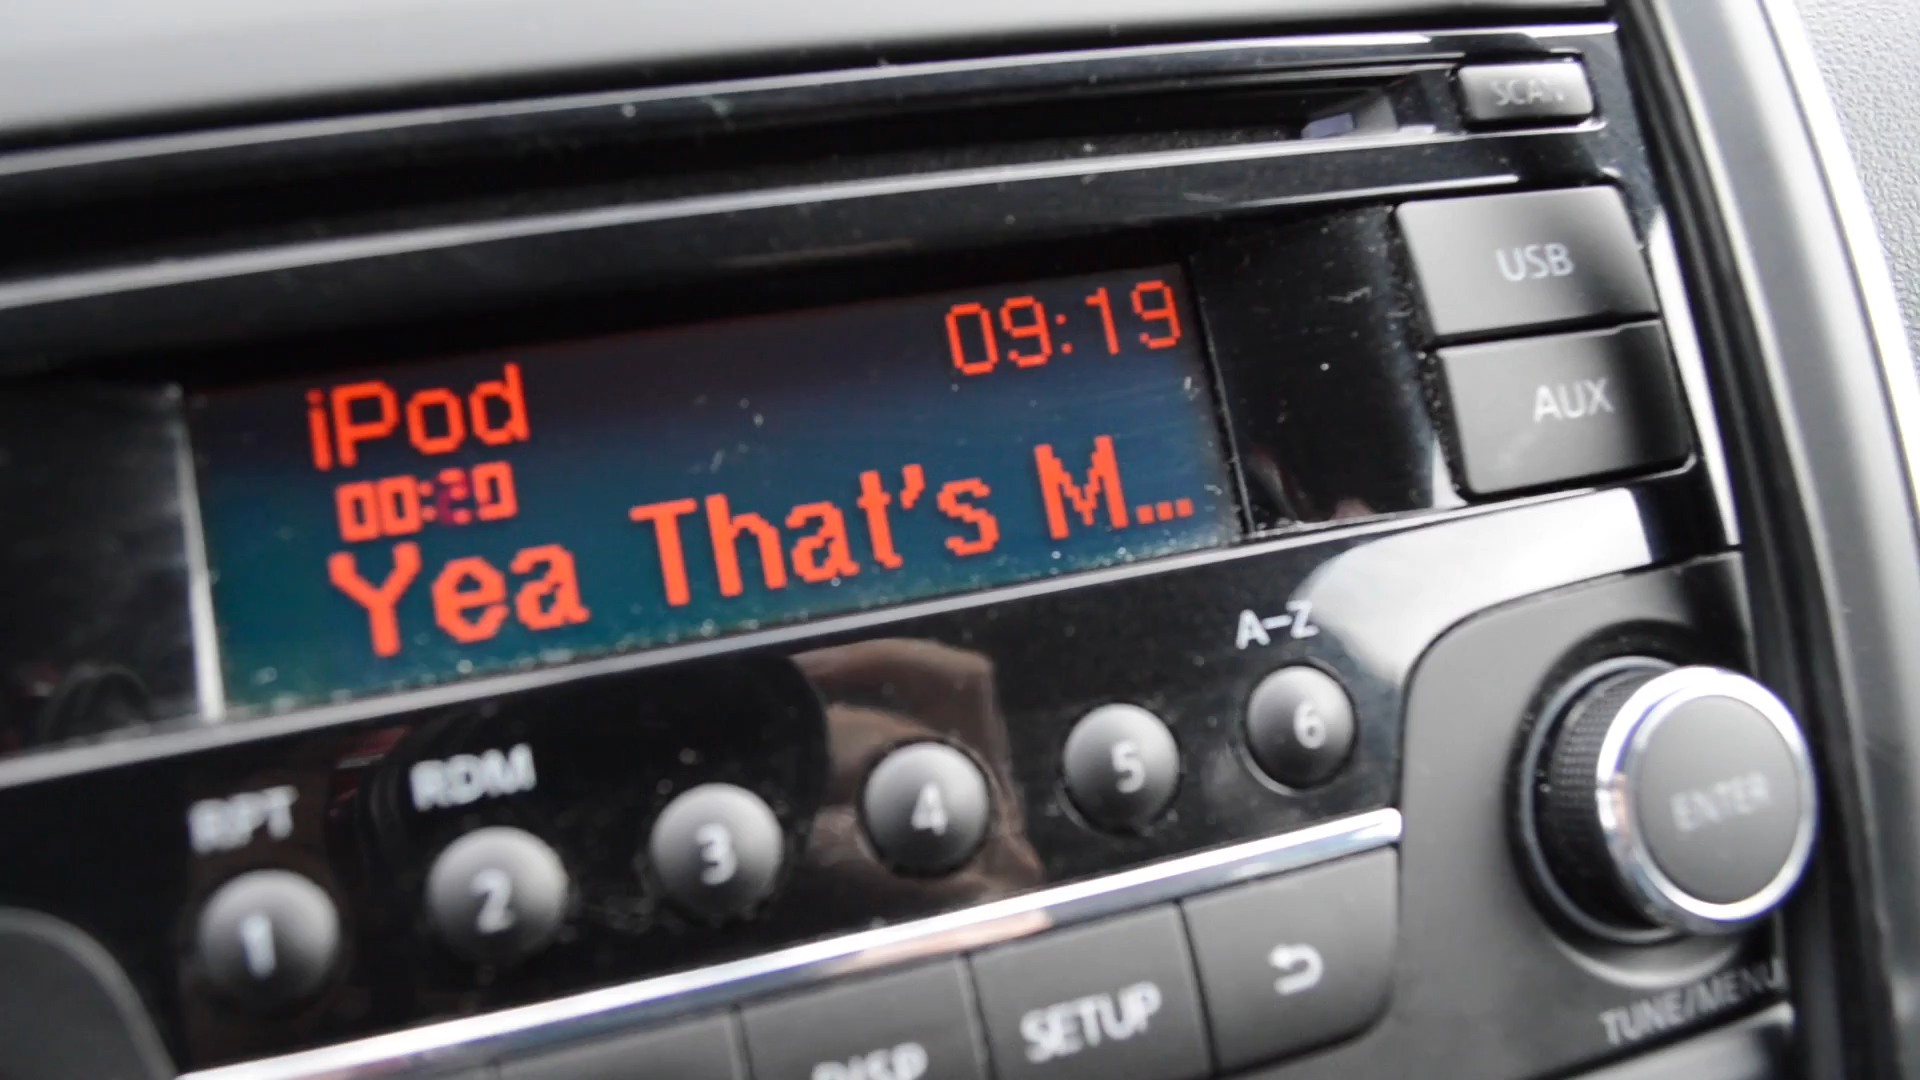 SCAN
USB
09:19
iPod
AUX
00:20
Yea That's M...
A-Z
RDM
RPT
6
5
4
3
2
1
ENTER
TUNE/MENU
SETUP
DISP